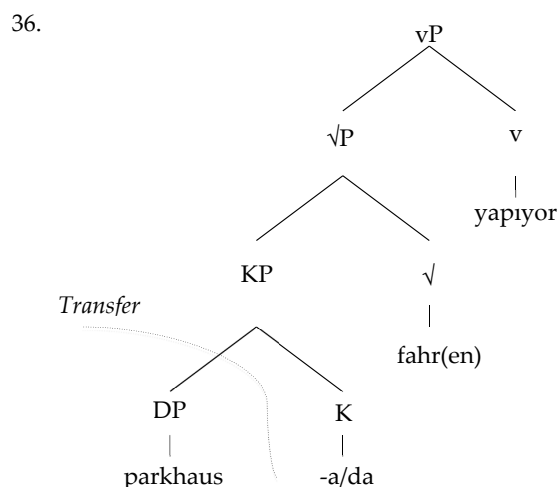 36.
vP
√P v
yapıyor
KP √
Transfer
fahr(en)
DP K
parkhaus -a/da